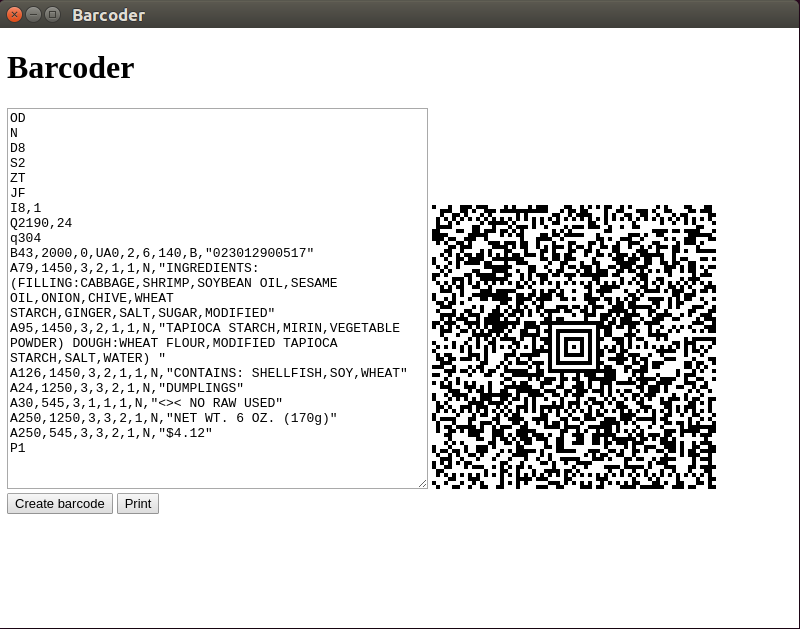 Barcoder
Barcoder
OD
N
D8
S2
ZT
JF
I8,1
Q2190,24
q304
B43,2000,0,UA0,2,6,140,B,"023012900517"
A79,1450,3,2,1,1,N,"INGREDIENTS:
(FILLING:CABBAGE,SHRIMP,SOYBEAN OIL,SESAME
OIL,ONION,CHIVE,WHEAT
STARCH,GINGER,SALT,SUGAR,MODIFIED"
A95,1450,3,2,1,1,N,"TAPIOCA STARCH,MIRIN,VEGETABLE
POWDER) DOUGH:WHEAT FLOUR,MODIFIED TAPIOCA
STARCH,SALT,WATER) "
A126,1450,3,2,1,1,N,"CONTAINS: SHELLFISH,SOY,WHEAT"
A24,1250,3,3,2,1,N,"DUMPLINGS"
A30,545,3,1,1,1,N,"<>< NO RAW USED"
A250,1250,3,3,2,1,N,"NET WT. 6 OZ. (170g)"
A250,545,3,3,2,1,N,"$4.12"
P1
Create barcode Print